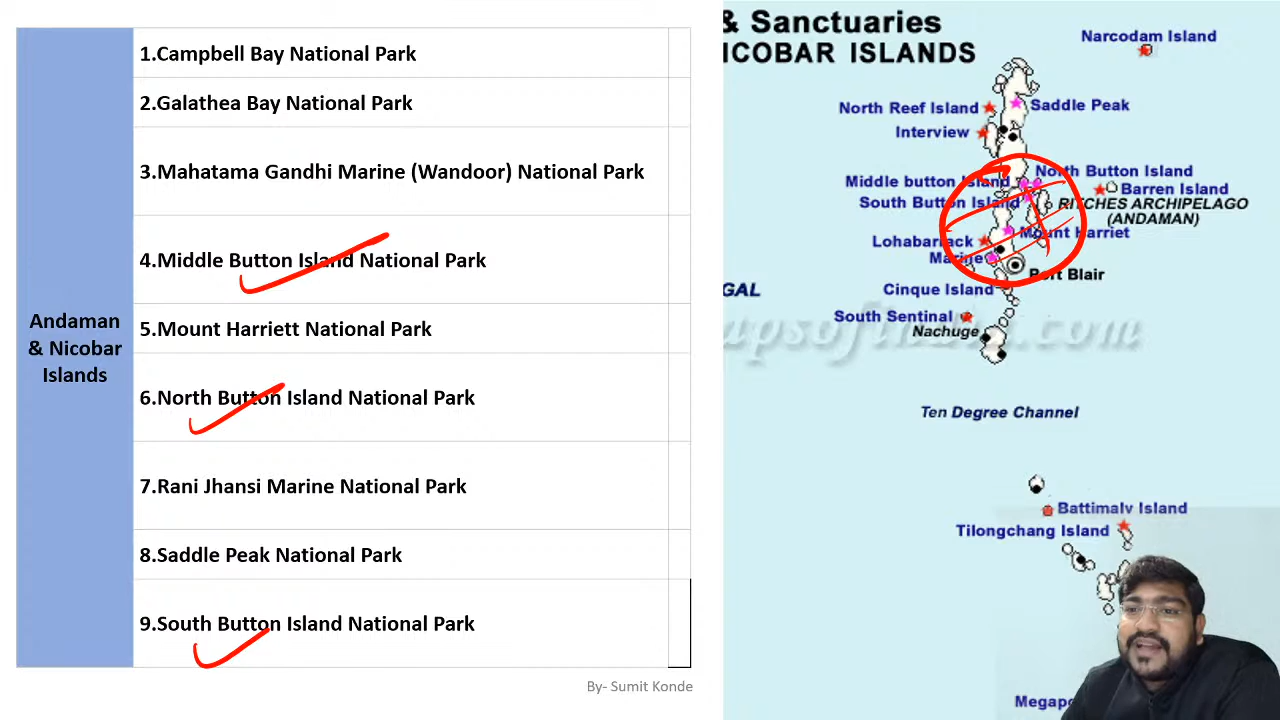 Andaman
& Nicobar
Islands
1.Campbell Bay National Park
2.Galathea Bay National Park
3.Mahatama Gandhi Marine (Wandoor) National Park
4.Middle Button Island National Park
5.Mount Harriett National Park
6.North Button Island National Park
7.Rani Jhansi Marine National Park
8.Saddle Peak National Park
9.South Button Island National Park
By- Sumit Konde
& Sanctuaries
ICOBAR ISLANDS
Narcodam Island
North Reef Island
Saddle Peak
Interview
North Button Island
Middle button Island
Barren Island
South Button Island
RITCHES ARCHIPELAGO
(ANDAMAN)
Mount Harriet
Lohabarrack
Marine
Port Blair
GAL
Cinque Island
South Sentinal
Nachuge
apsofindia.com
Ten Degree Channel
Battimalv Island
Tilongchang Island